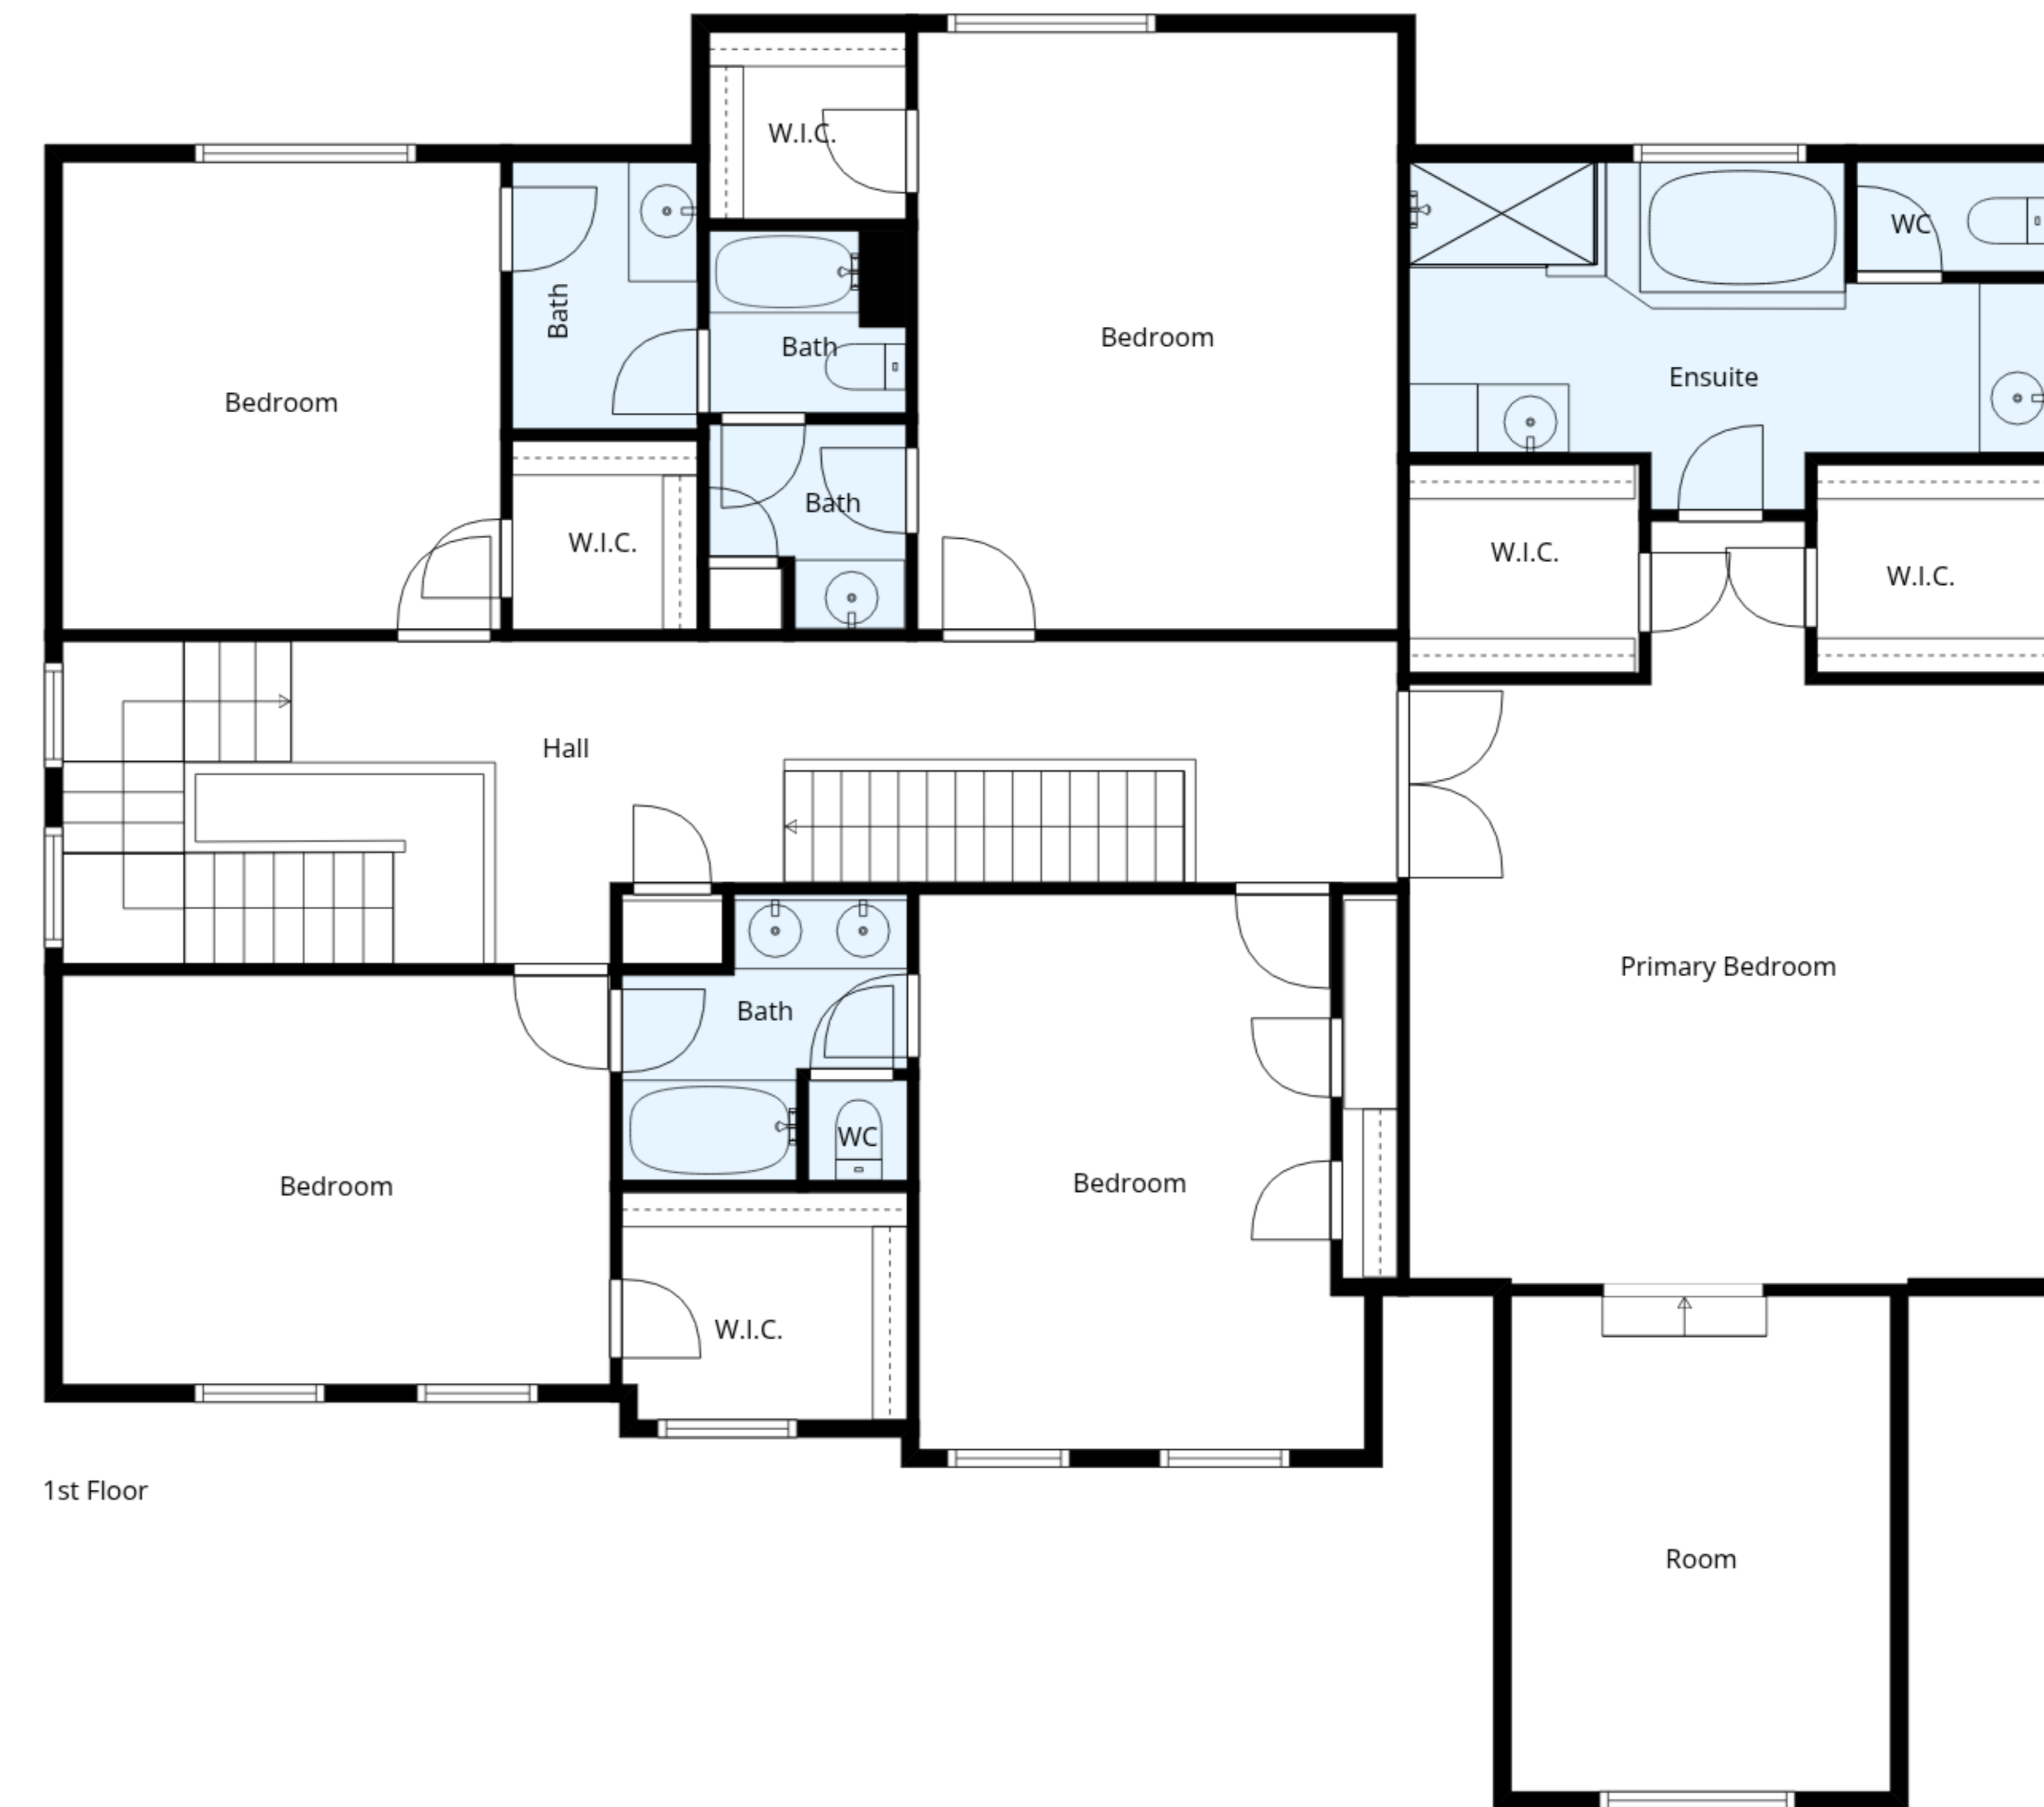 W.I.C.
WC
Bath
Bedroom
Bath
Ensuite
Bedroom
Bath
W.I.C.
W.I.C.
W.I.C.
Hall
Primary Bedroom
Bath
WC
Bedroom
Bedroom
W.I.C.
1st Floor
Room